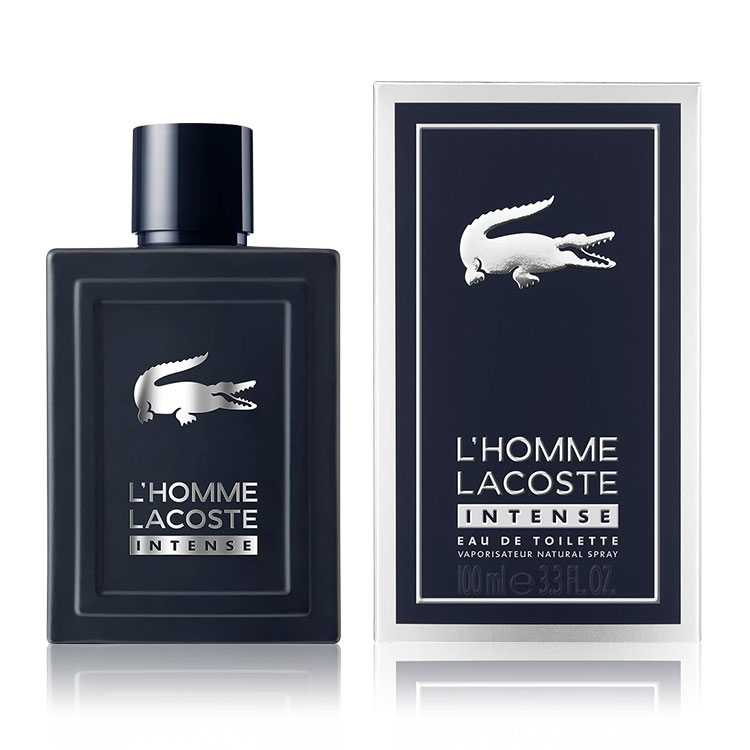 L'HOMME
LACOSTE
INTENSE
L'HOMME
LACOSTE
INTENSE
EAU DE TOILETTE
VAPORISATEUR NATURAL SPRAY
100 ml e 3.3 FL. OZ.